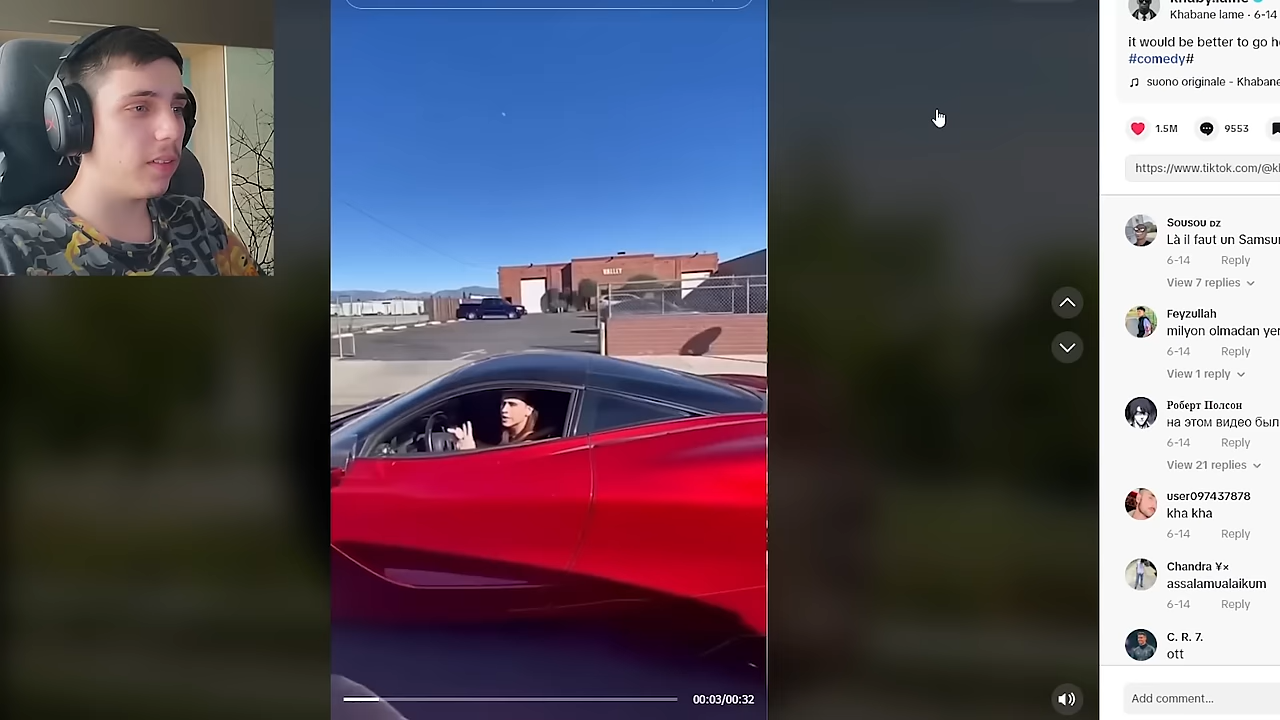 VALLEY
00:03/00:32
Khabane lame · 6-14
it would be better to go h
#comedy#
suono originale - Khabane
1.5M
9553
https://www.tiktok.com/@k
Sousou DZ
Là il faut un Samsu
6-14 Reply
View 7 replies
Feyzullah
milyon olmadan yer
6-14 Reply
View 1 reply
Роберт Полсон
на этом видео был
6-14 Reply
View 21 replies
user097437878
kha kha
6-14 Reply
Chandra ¥×
assalamualaikum
6-14 Reply
C. R. 7.
ott
Add comment...